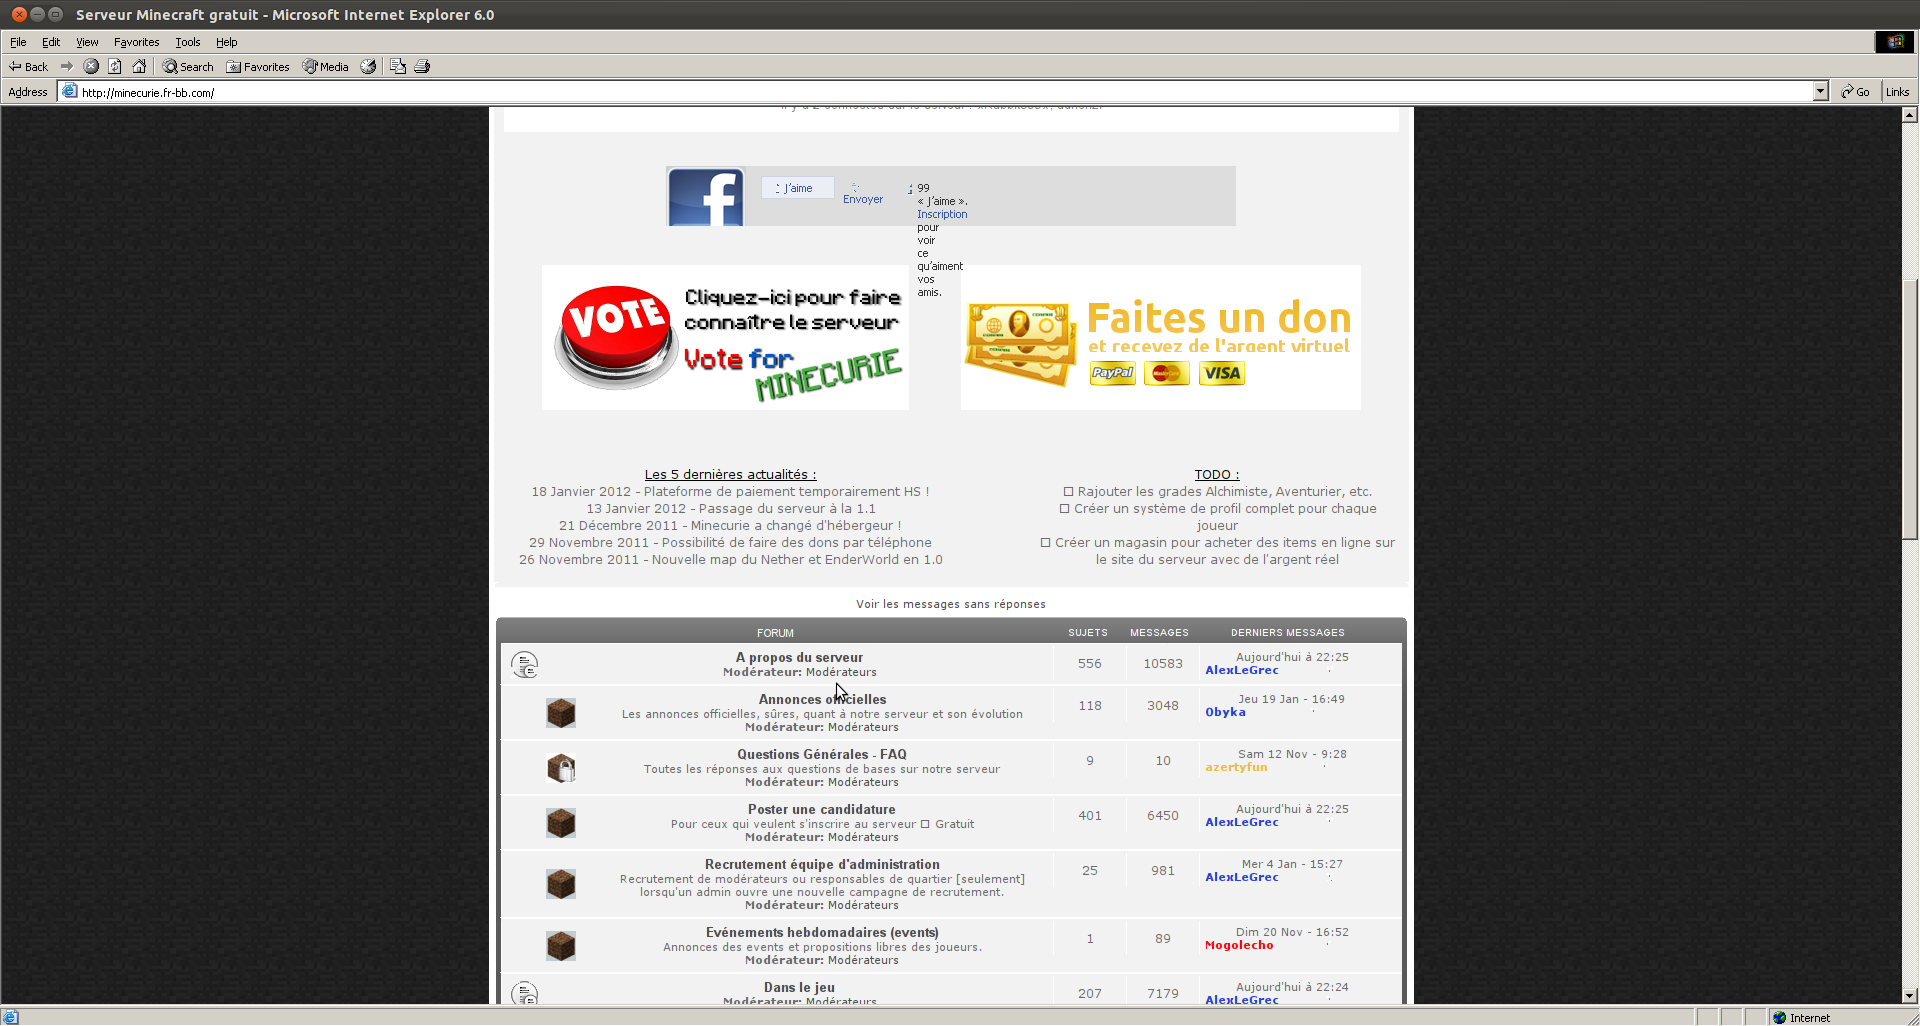 Serveur Minecraft gratuit - Microsoft Internet Explorer 6.0
File Edit View Favorites Tools Help
Back Search Favorites Media
Address http://minecurie.fr-bb.com/ Go Links
J'aime
Envoyer
99
« J'aime ».
Inscription
pour
voir
ce
qu'aiment
vos
amis.
VOTE
Cliquez-ici pour faire
connaître le serveur
Vote for
MINECURIE
Faites un don
et recevez de l'argent virtuel
PayPal MasterCard VISA
Les 5 dernières actualités :
18 Janvier 2012 - Plateforme de paiement temporairement HS !
13 Janvier 2012 - Passage du serveur à la 1.1
21 Décembre 2011 - Minecurie a changé d'hébergeur !
29 Novembre 2011 - Possibilité de faire des dons par téléphone
26 Novembre 2011 - Nouvelle map du Nether et EnderWorld en 1.0
TODO :
□ Rajouter les grades Alchimiste, Aventurier, etc.
□ Créer un système de profil complet pour chaque
joueur
□ Créer un magasin pour acheter des items en ligne sur
le site du serveur avec de l'argent réel
Voir les messages sans réponses
FORUM SUJETS MESSAGES DERNIERS MESSAGES
A propos du serveur
Modérateur: Modérateurs
556 10583 Aujourd'hui à 22:25
AlexLeGrec
Annonces officielles
Les annonces officielles, sûres, quant à notre serveur et son évolution
Modérateur: Modérateurs
118 3048 Jeu 19 Jan - 16:49
Obyka
Questions Générales - FAQ
Toutes les réponses aux questions de bases sur notre serveur
Modérateur: Modérateurs
9 10 Sam 12 Nov - 9:28
azertyfun
Poster une candidature
Pour ceux qui veulent s'inscrire au serveur □ Gratuit
Modérateur: Modérateurs
401 6450 Aujourd'hui à 22:25
AlexLeGrec
Recrutement équipe d'administration
Recrutement de modérateurs ou responsables de quartier [seulement]
lorsqu'un admin ouvre une nouvelle campagne de recrutement.
Modérateur: Modérateurs
25 981 Mer 4 Jan - 15:27
AlexLeGrec
Evénements hebdomadaires (events)
Annonces des events et propositions libres des joueurs.
Modérateur: Modérateurs
1 89 Dim 20 Nov - 16:52
Mogolecho
Dans le jeu
Modérateur: Modérateurs
207 7179 Aujourd'hui à 22:24
AlexLeGrec
Internet